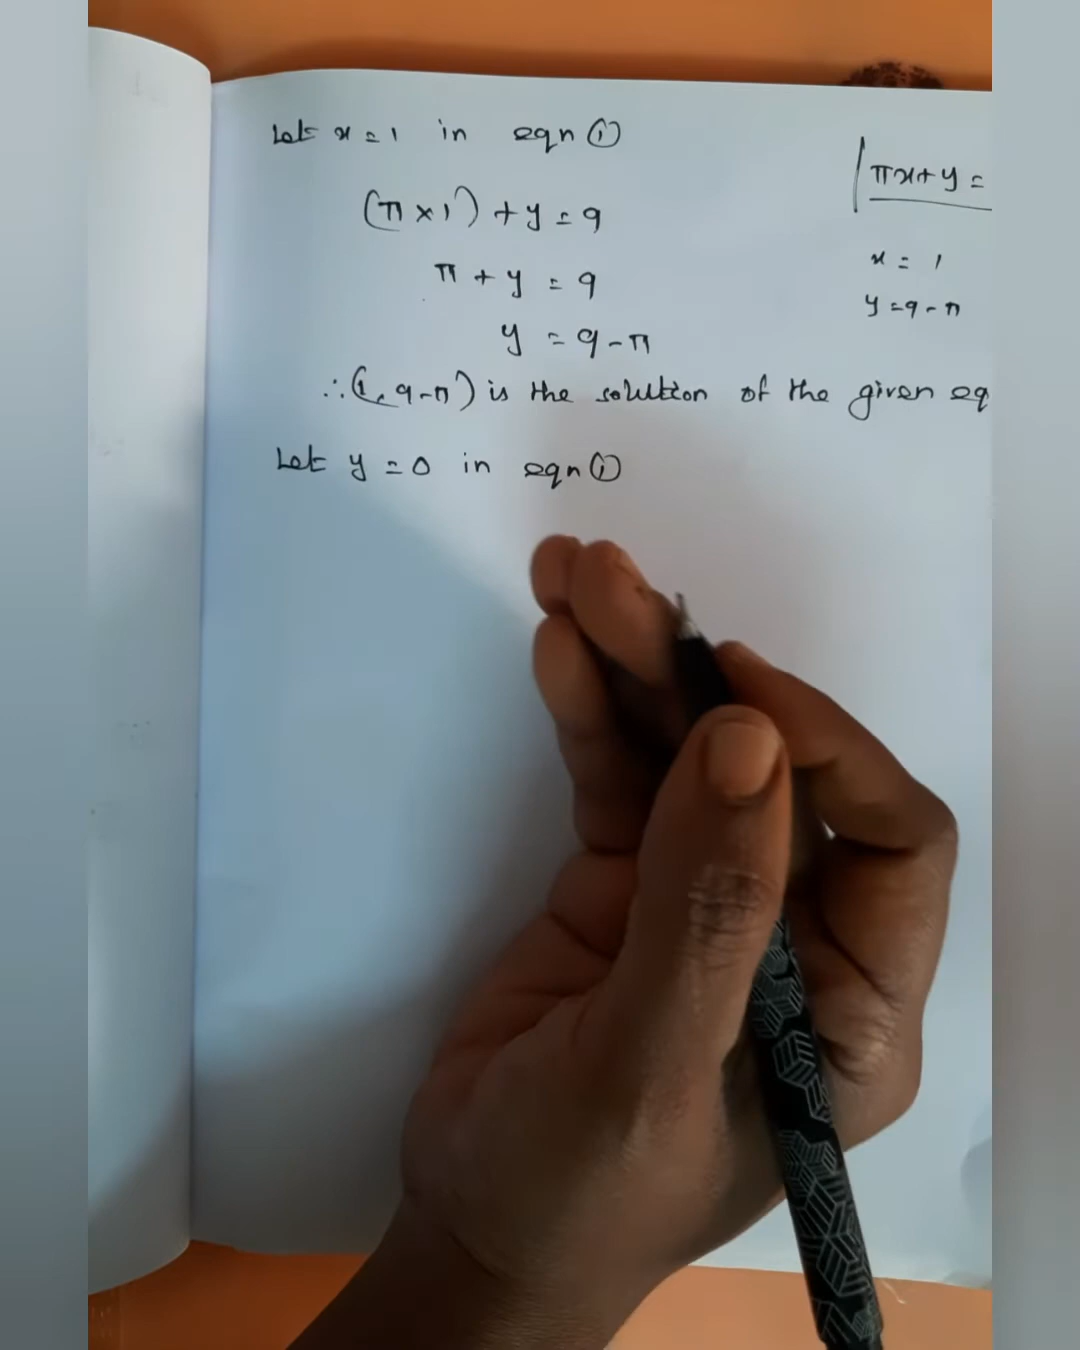 Let x = 1 in eqn ①
(π × 1) + y = 9
π + y = 9
y = 9 - π
∴ (1, 9-π) is the solution of the given eq
Let y = 0 in eqn ①
πx + y =
x = 1
y = 9 - π